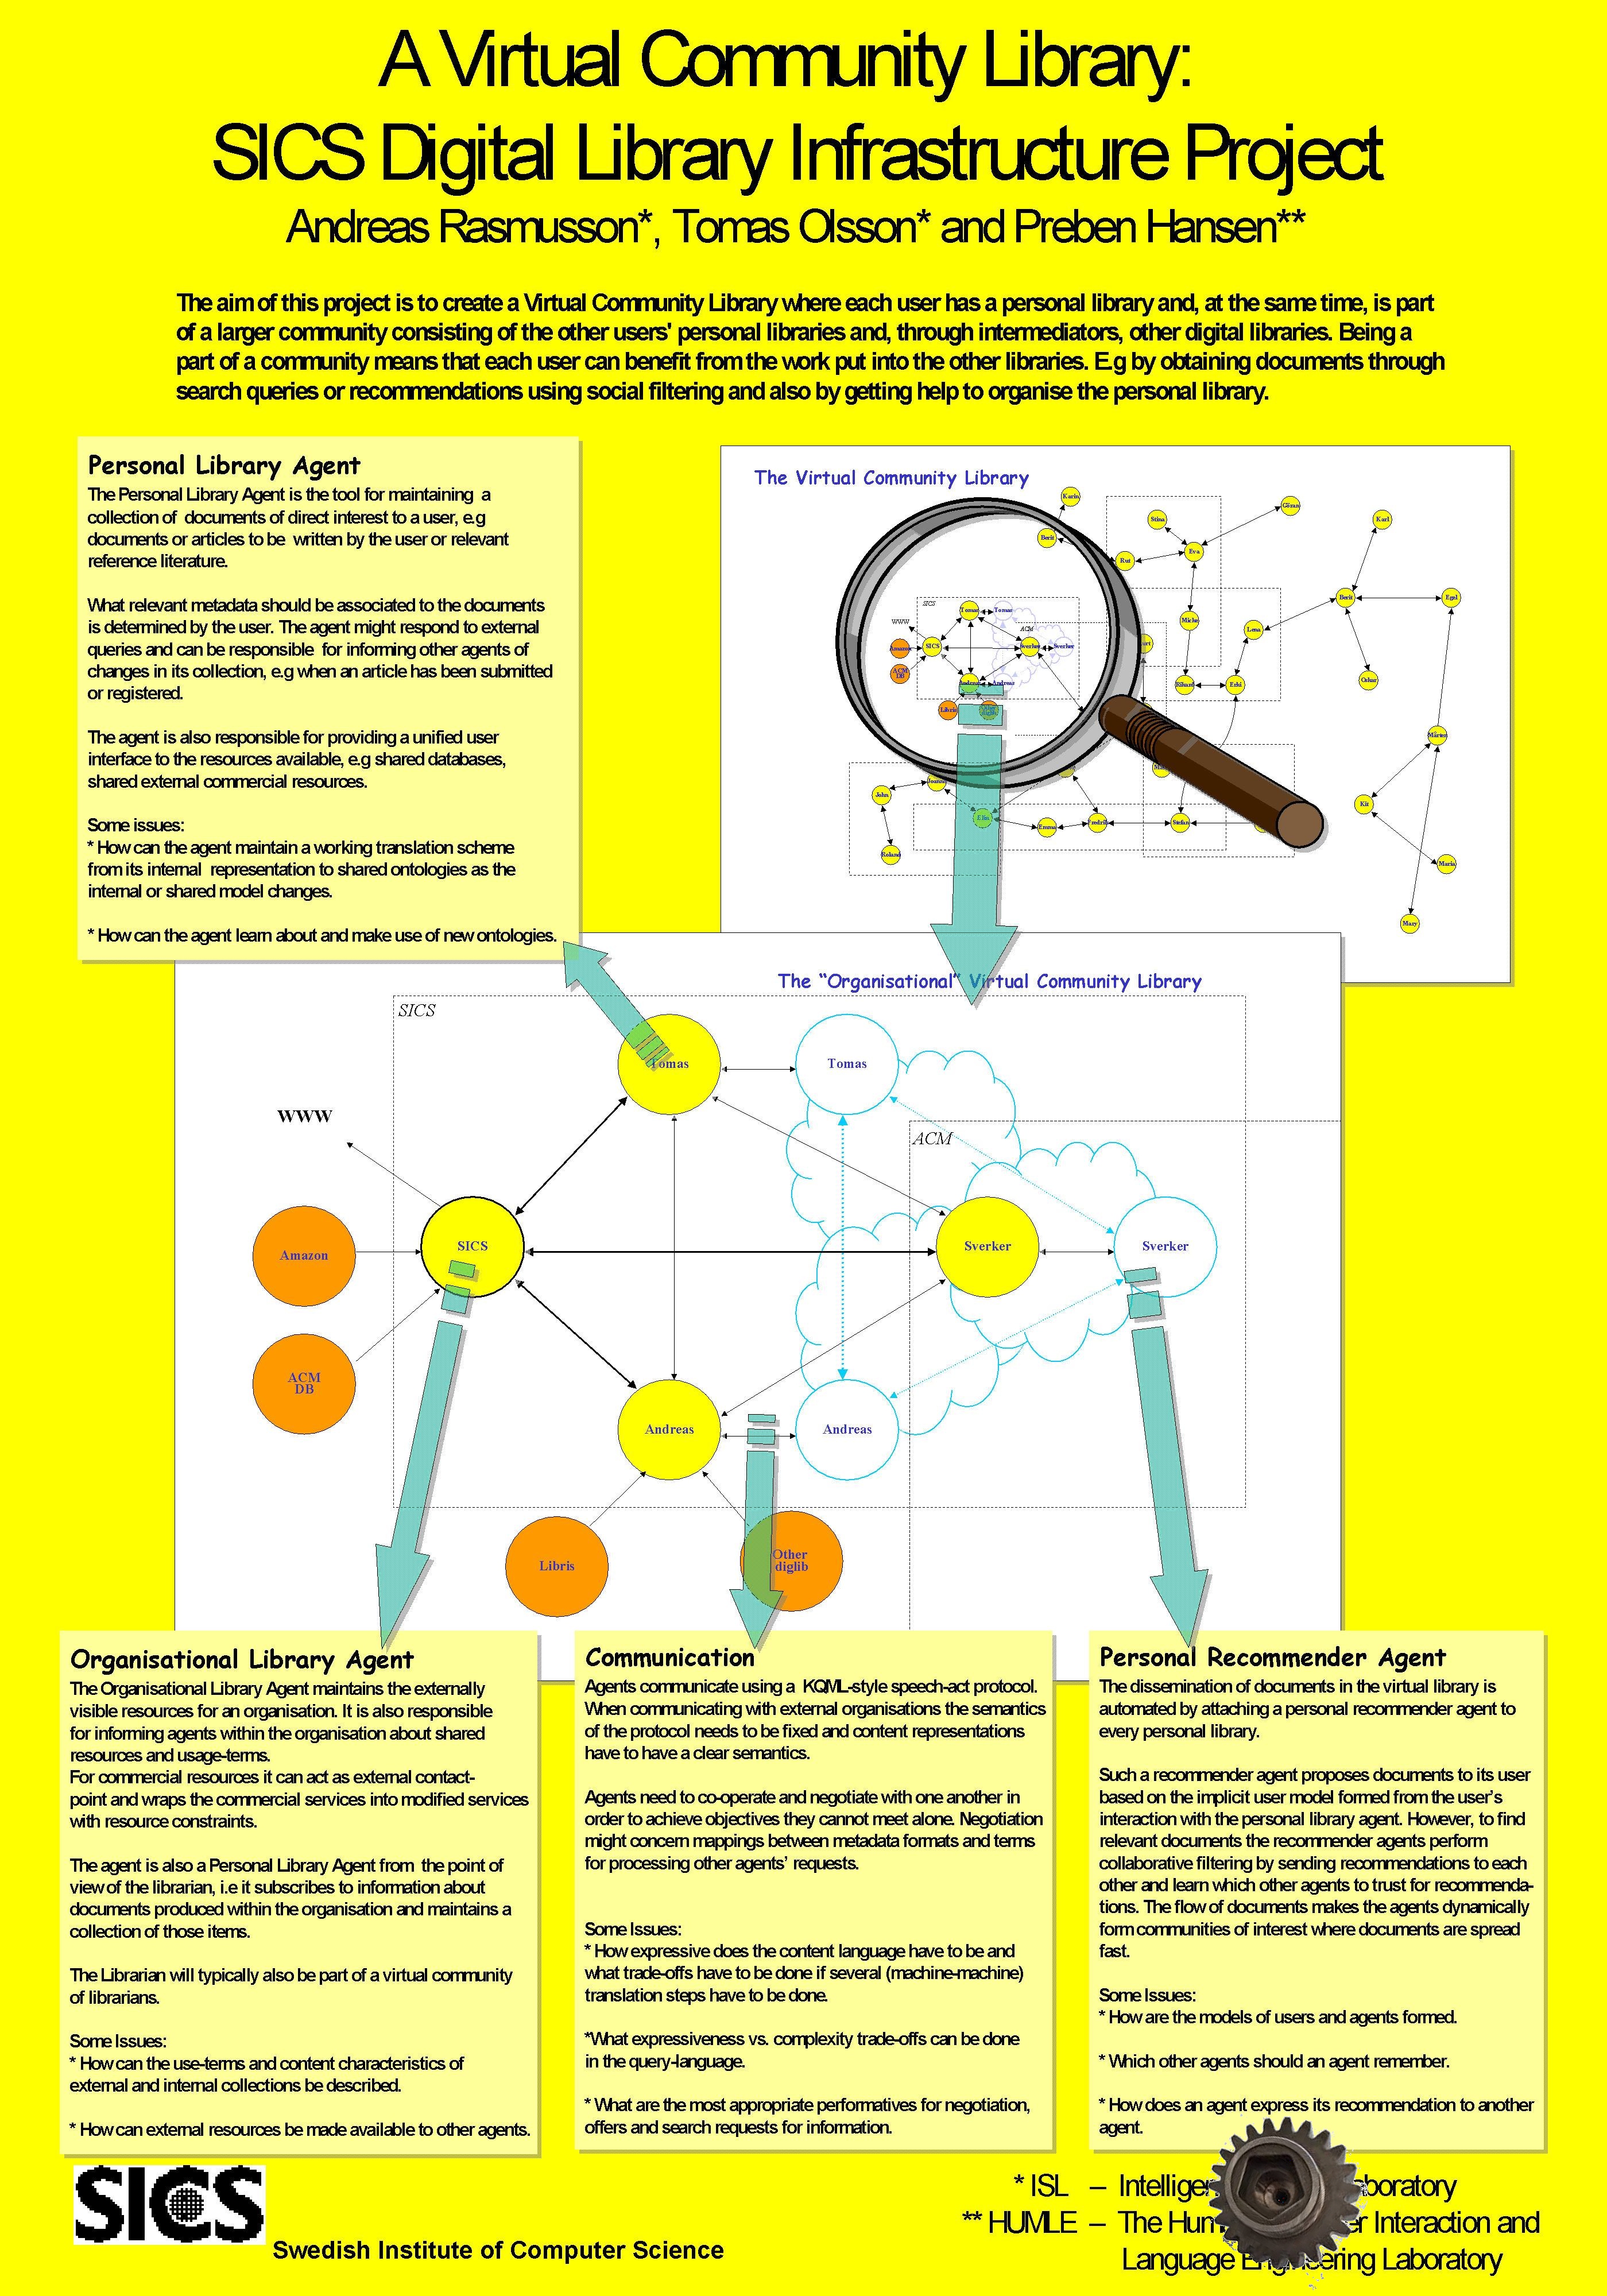 A Virtual Community Library:
SICS Digital Library Infrastructure Project
Andreas Rasmusson*, Tomas Olsson* and Preben Hansen**
The aim of this project is to create a Virtual Community Library where each user has a personal library and, at the same time, is part
of a larger community consisting of the other users' personal libraries and, through intermediators, other digital libraries. Being a
part of a community means that each user can benefit from the work put into the other libraries. E.g by obtaining documents through
search queries or recommendations using social filtering and also by getting help to organise the personal library.
Personal Library Agent
The Personal Library Agent is the tool for maintaining a
collection of documents of direct interest to a user, e.g
documents or articles to be written by the user or relevant
reference literature.
What relevant metadata should be associated to the documents
is determined by the user. The agent might respond to external
queries and can be responsible for informing other agents of
changes in its collection, e.g when an article has been submitted
or registered.
The agent is also responsible for providing a unified user
interface to the resources available, e.g shared databases,
shared external commercial resources.
Some issues:
* How can the agent maintain a working translation scheme
from its internal representation to shared ontologies as the
internal or shared model changes.
* How can the agent learn about and make use of new ontologies.
The Virtual Community Library
Karin
Göran
Stina
Karl
Berit
Eva
Rut
Berit
Egel
SICS
Tomas
Tomas
WWW
Micke
ACM
Lena
Amazon
SICS
Sverker
Sverker
ACM
DB
Andreas
Andreas
Rikard
Erki
Oskar
Libris
Mårten
John
Kit
Elin
Emma
Fredrik
Stefan
Roland
Maria
Mary
The “Organisational” Virtual Community Library
SICS
Tomas
Tomas
WWW
ACM
Amazon
SICS
Sverker
Sverker
ACM
DB
Andreas
Andreas
Libris
Other
diglib
Organisational Library Agent
The Organisational Library Agent maintains the externally
visible resources for an organisation. It is also responsible
for informing agents within the organisation about shared
resources and usage-terms.
For commercial resources it can act as external contact-
point and wraps the commercial services into modified services
with resource constraints.
The agent is also a Personal Library Agent from the point of
view of the librarian, i.e it subscribes to information about
documents produced within the organisation and maintains a
collection of those items.
The Librarian will typically also be part of a virtual community
of librarians.
Some Issues:
* How can the use-terms and content characteristics of
external and internal collections be described.
* How can external resources be made available to other agents.
Communication
Agents communicate using a KQML-style speech-act protocol.
When communicating with external organisations the semantics
of the protocol needs to be fixed and content representations
have to have a clear semantics.
Agents need to co-operate and negotiate with one another in
order to achieve objectives they cannot meet alone. Negotiation
might concern mappings between metadata formats and terms
for processing other agents’ requests.
Some Issues:
* How expressive does the content language have to be and
what trade-offs have to be done if several (machine-machine)
translation steps have to be done.
*What expressiveness vs. complexity trade-offs can be done
in the query-language.
* What are the most appropriate performatives for negotiation,
offers and search requests for information.
Personal Recommender Agent
The dissemination of documents in the virtual library is
automated by attaching a personal recommender agent to
every personal library.
Such a recommender agent proposes documents to its user
based on the implicit user model formed from the user’s
interaction with the personal library agent. However, to find
relevant documents the recommender agents perform
collaborative filtering by sending recommendations to each
other and learn which other agents to trust for recommenda-
tions. The flow of documents makes the agents dynamically
form communities of interest where documents are spread
fast.
Some Issues:
* How are the models of users and agents formed.
* Which other agents should an agent remember.
* How does an agent express its recommendation to another
agent.
SICS
Swedish Institute of Computer Science
* ISL – 
** HUMLE – The Interaction and
Language Engineering Laboratory